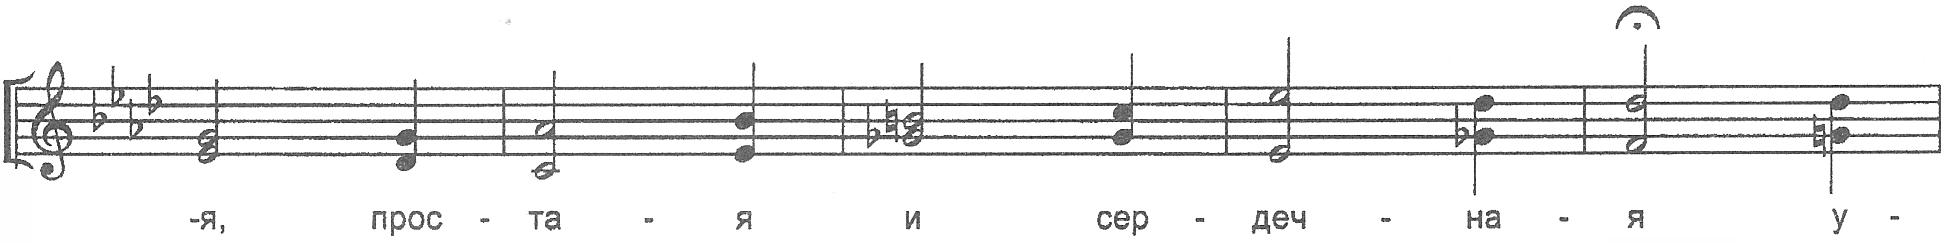 -я, прос - та - я и сер - деч - на - я у -